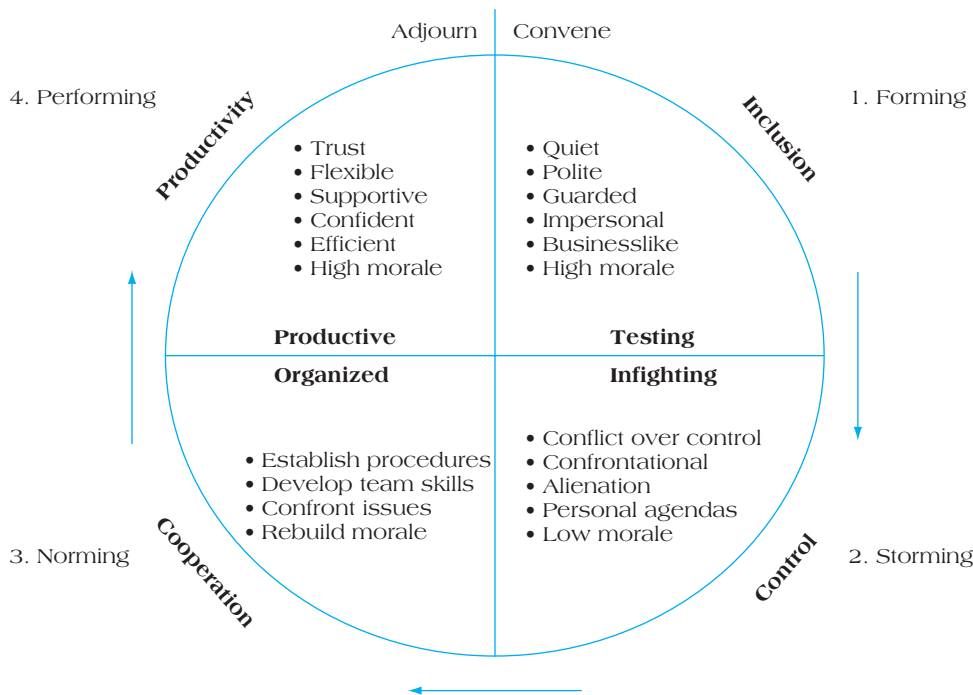 Adjourn
Convene
4. Performing
Productivity
• Trust
• Flexible
• Supportive
• Confident
• Efficient
• High morale
Productive
1. Forming
Inclusion
• Quiet
• Polite
• Guarded
• Impersonal
• Businesslike
• High morale
Testing
Organized
• Establish procedures
• Develop team skills
• Confront issues
• Rebuild morale
3. Norming
Cooperation
Infighting
• Conflict over control
• Confrontational
• Alienation
• Personal agendas
• Low morale
Control
2. Storming